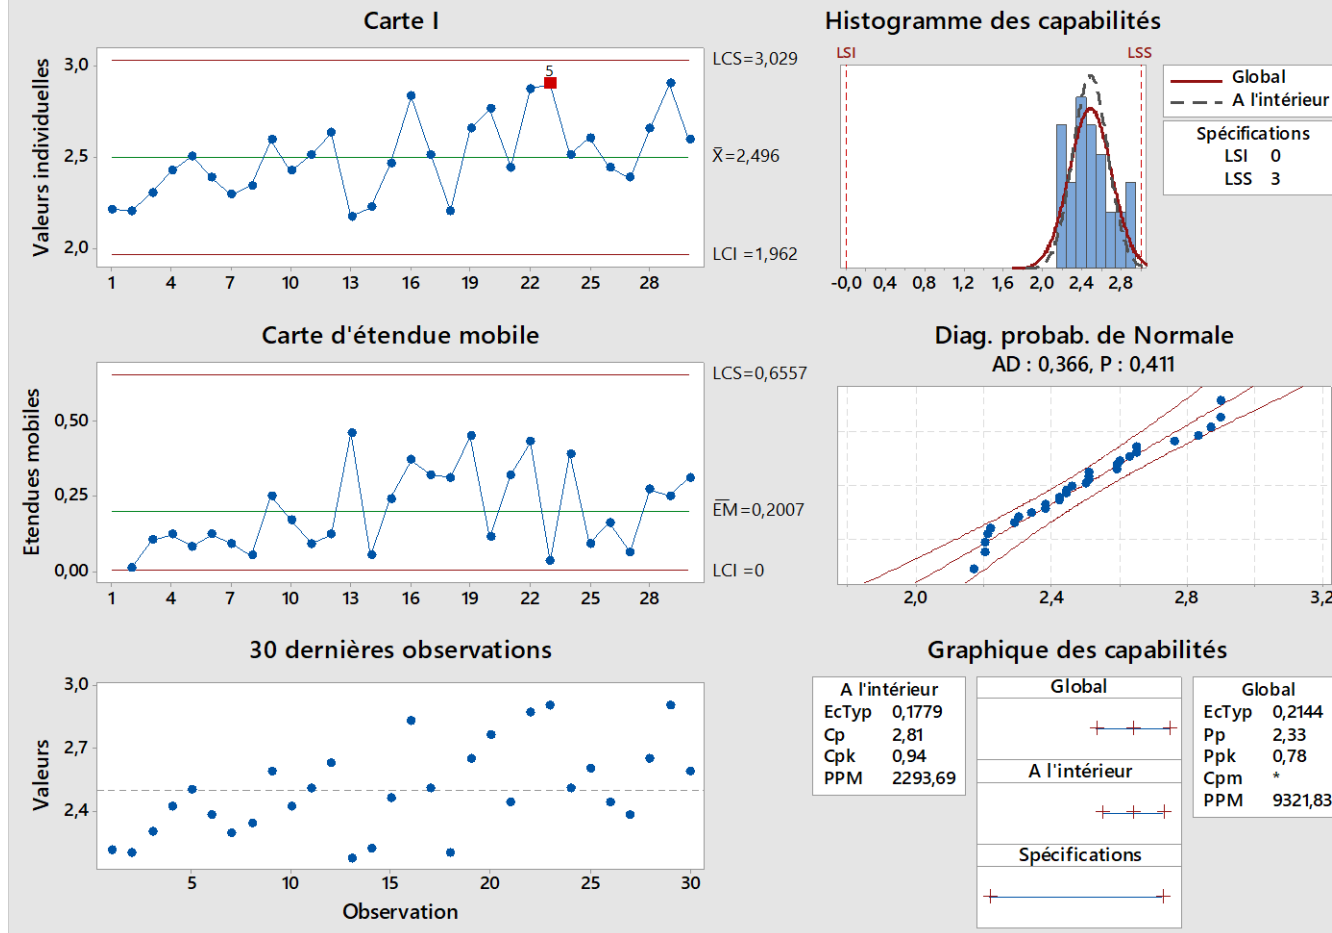 Carte I
Valeurs individuelles
3,0
2,5
2,0
5
LCS=3,029
X̄=2,496
LCI =1,962
1 4 7 10 13 16 19 22 25 28
Histogramme des capabilités
LSI LSS
-0,0 0,4 0,8 1,2 1,6 2,0 2,4 2,8
Global
A l'intérieur
Spécifications
LSI 0
LSS 3
Carte d'étendue mobile
Etendues mobiles
0,50
0,25
0,00
LCS=0,6557
E̅M̅=0,2007
LCI =0
1 4 7 10 13 16 19 22 25 28
Diag. probab. de Normale
AD : 0,366, P : 0,411
2,0 2,4 2,8 3,2
30 dernières observations
Valeurs
3,0
2,7
2,4
5 10 15 20 25 30
Observation
Graphique des capabilités
A l'intérieur
EcTyp 0,1779
Cp 2,81
Cpk 0,94
PPM 2293,69
Global
A l'intérieur
Spécifications
Global
EcTyp 0,2144
Pp 2,33
Ppk 0,78
Cpm *
PPM 9321,83